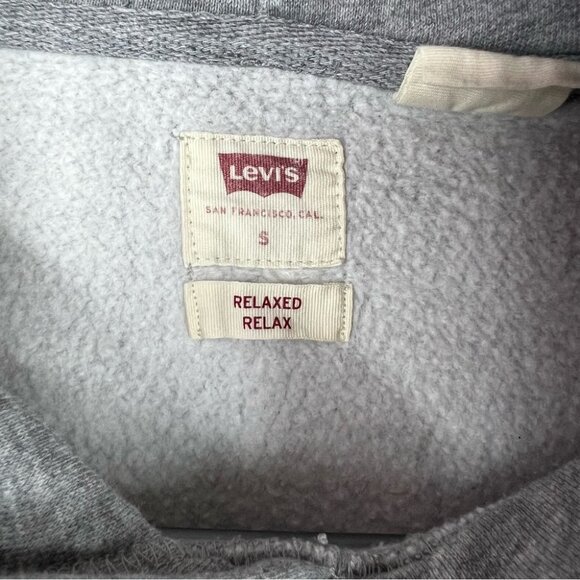 Levi's
SAN FRANCISCO, CAL.
S
RELAXED
RELAX